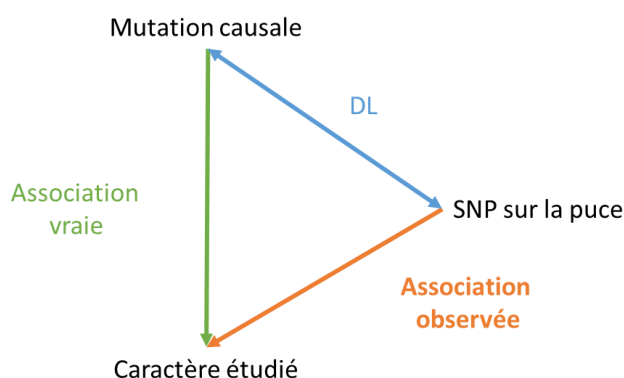 Mutation causale
DL
Association
vraie
SNP sur la puce
Association
observée
Caractère étudié